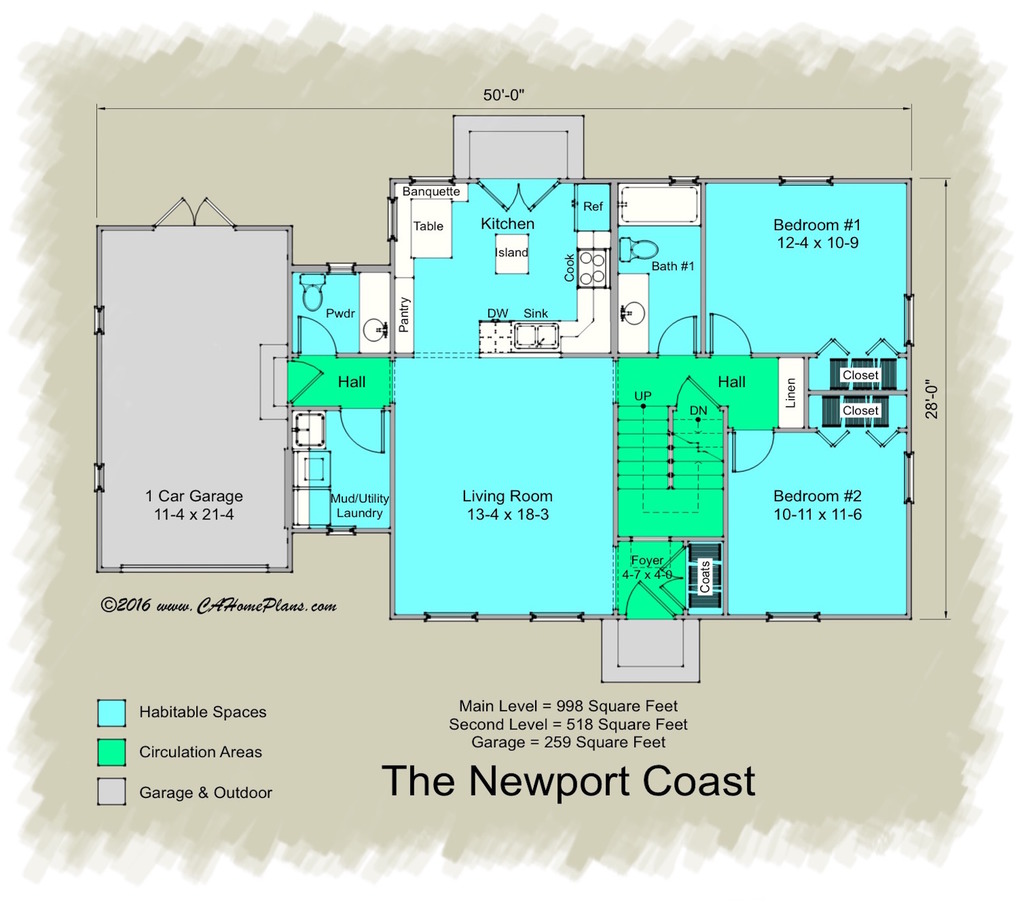 50'-0"
Banquette
Table
Kitchen
Ref
Island
Cook
Bath #1
Bedroom #1
12-4 x 10-9
Pwdr
Pantry
DW
Sink
Hall
UP
DN
Hall
Linen
Closet
Closet
28'-0"
1 Car Garage
11-4 x 21-4
Mud/Utility
Laundry
Living Room
13-4 x 18-3
Bedroom #2
10-11 x 11-6
Foyer
4-7 x 4-0
Coats
©2016 www. CAHomePlans.com
Habitable Spaces
Circulation Areas
Garage & Outdoor
Main Level = 998 Square Feet
Second Level = 518 Square Feet
Garage = 259 Square Feet
The Newport Coast